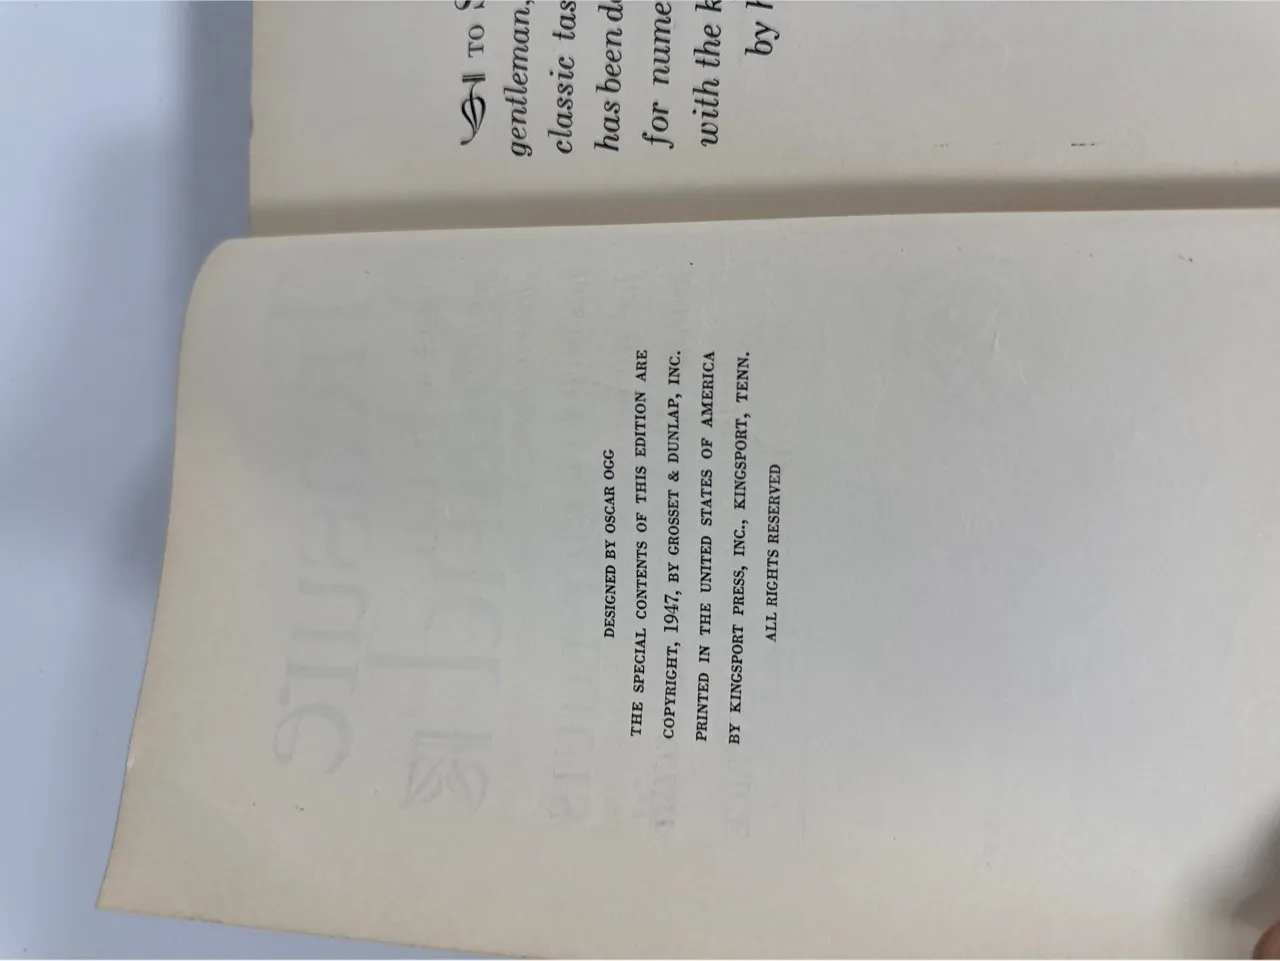 TO
gentleman,
classic
has been
for
with the
by
DESIGNED BY OSCAR OGG
THE SPECIAL CONTENTS OF THIS EDITION ARE
COPYRIGHT, 1947, BY GROSSET & DUNLAP, INC.
PRINTED IN THE UNITED STATES OF AMERICA
BY KINGSPORT PRESS, INC., KINGSPORT, TENN.
ALL RIGHTS RESERVED